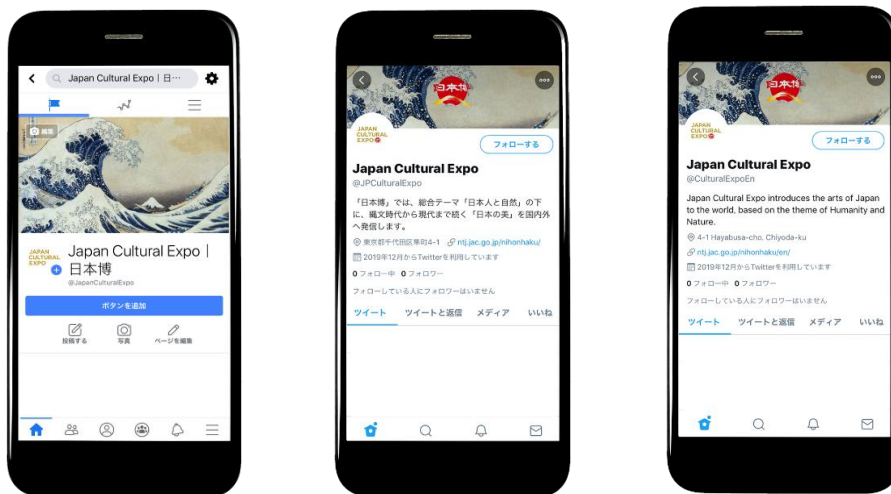 Japan Cultural Expo | 日…
編集
JAPAN
CULTURAL
EXPO
Japan Cultural Expo |
日本博
@JapanCulturalExpo
ボタンを追加
投稿する
写真
ページを編集
日本博
JAPAN
CULTURAL
EXPO
フォローする
Japan Cultural Expo
@JPCulturalExpo
「日本博」では、総合テーマ「日本人と自然」の下
に、縄文時代から現代まで続く「日本の美」を国内外
へ発信します。
東京都千代田区隼町4-1 ntj.jac.go.jp/nihonhaku/
2019年12月からTwitterを利用しています
0 フォロー中 0 フォロワー
フォローしている人にフォロワーはいません
ツイート ツイートと返信 メディア いいね
日本博
JAPAN
CULTURAL
EXPO
フォローする
Japan Cultural Expo
@CulturalExpoEn
Japan Cultural Expo introduces the arts of Japan
to the world, based on the theme of Humanity and
Nature.
4-1 Hayabusa-cho, Chiyoda-ku
ntj.jac.go.jp/nihonhaku/en/
2019年12月からTwitterを利用しています
0 フォロー中 0 フォロワー
フォローしている人にフォロワーはいません
ツイート ツイートと返信 メディア いいね